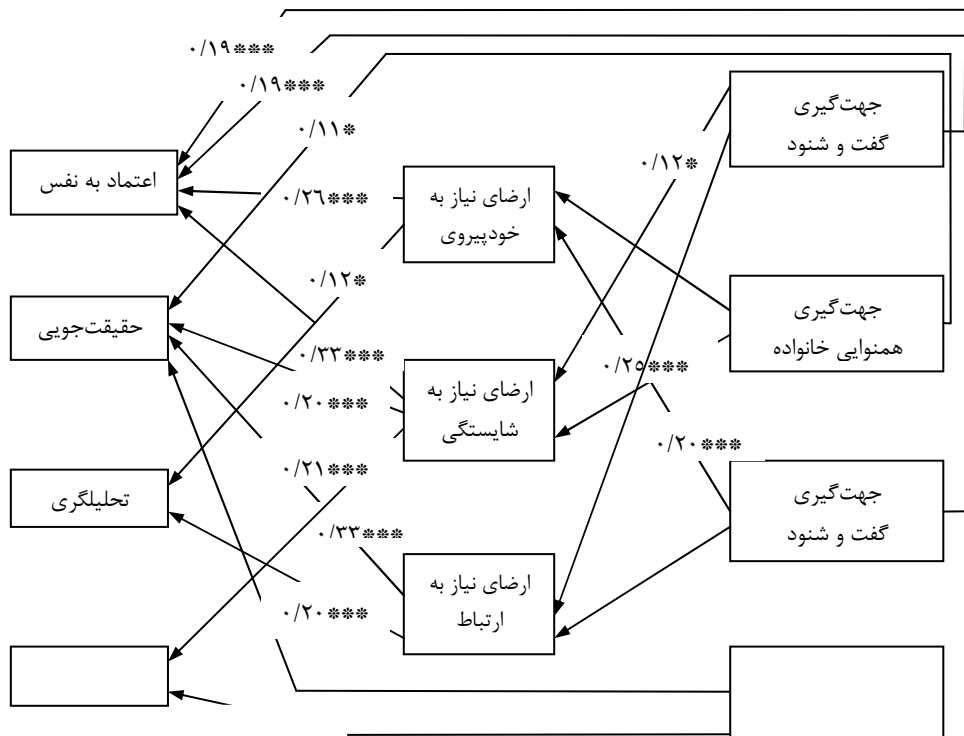 ۰/۱۹***
۰/۱۹***
۰/۱۱*
جهت‌گیری
گفت و شنود
۰/۱۲*
اعتماد به نفس
ارضای نیاز به
خودپیروی
۰/۲۶***
۰/۱۲*
جهت‌گیری
همنوایی خانواده
حقیقت‌جویی
۰/۳۳***
۰/۲۵***
ارضای نیاز به
شایستگی
۰/۲۰***
۰/۲۰***
۰/۲۱***
جهت‌گیری
گفت و شنود
تحلیلگری
۰/۳۳***
ارضای نیاز به
ارتباط
۰/۲۰***